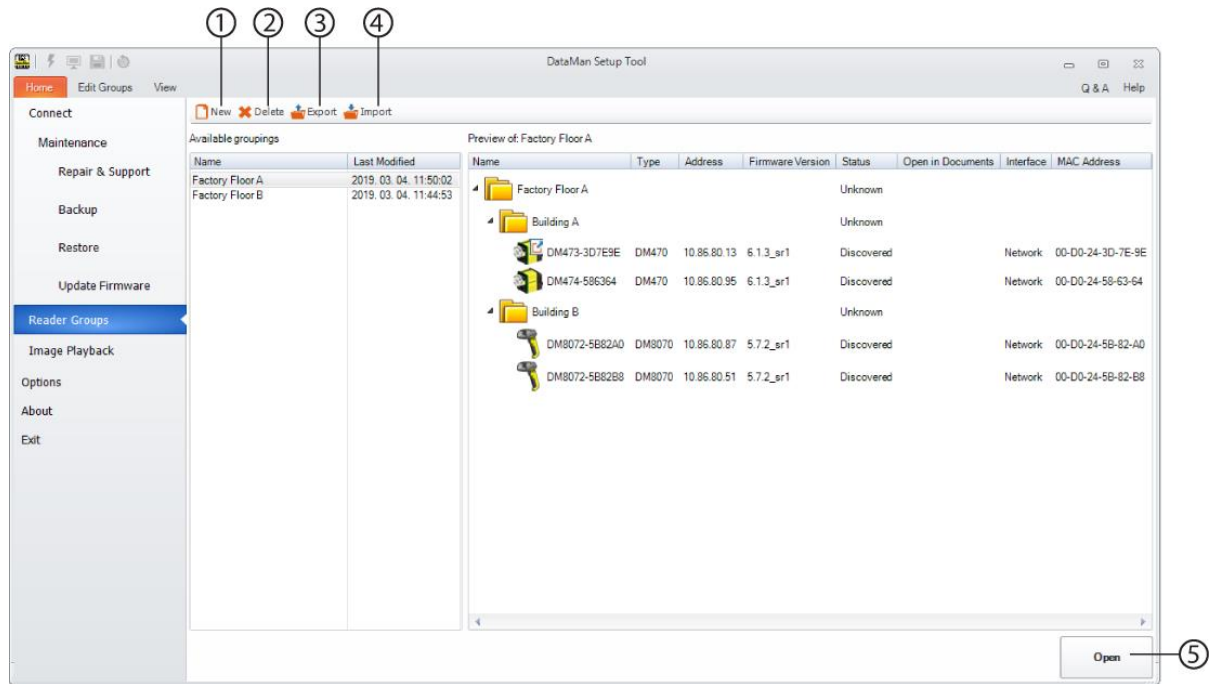 1 2 3 4
DataMan Setup Tool
Home Edit Groups View Q & A Help
Connect
Maintenance
Repair & Support
Backup
Restore
Update Firmware
Reader Groups
Image Playback
Options
About
Exit
New Delete Export Import
Available groupings
Name Last Modified
Factory Floor A 2019. 03. 04. 11:50:02
Factory Floor B 2019. 03. 04. 11:44:53
Preview of: Factory Floor A
Name Type Address Firmware Version Status Open in Documents Interface MAC Address
Factory Floor A Unknown
Building A Unknown
DM473-3D7E9E DM470 10.86.80.13 6.1.3_sr1 Discovered Network 00-D0-24-3D-7E-9E
DM474-586364 DM470 10.86.80.95 6.1.3_sr1 Discovered Network 00-D0-24-58-63-64
Building B Unknown
DM8072-5B82A0 DM8070 10.86.80.87 5.7.2_sr1 Discovered Network 00-D0-24-5B-82-A0
DM8072-5B82B8 DM8070 10.86.80.51 5.7.2_sr1 Discovered Network 00-D0-24-5B-82-B8
Open 5